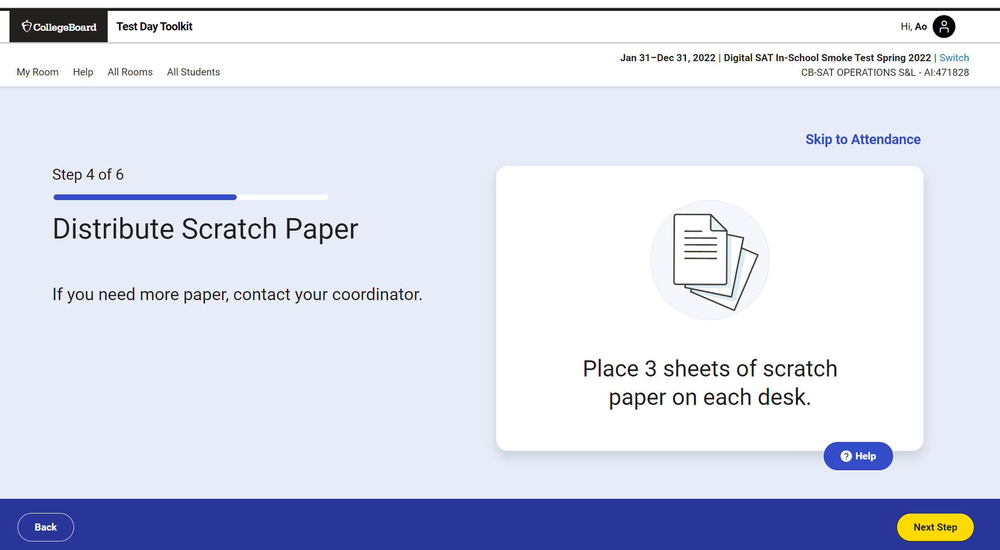 CollegeBoard
Test Day Toolkit
Hi, Ao
Jan 31–Dec 31, 2022 | Digital SAT In-School Smoke Test Spring 2022 | Switch
My Room Help All Rooms All Students
CB-SAT OPERATIONS S&L - AI:471828
Skip to Attendance
Step 4 of 6
Distribute Scratch Paper
If you need more paper, contact your coordinator.
Place 3 sheets of scratch
paper on each desk.
? Help
Back
Next Step